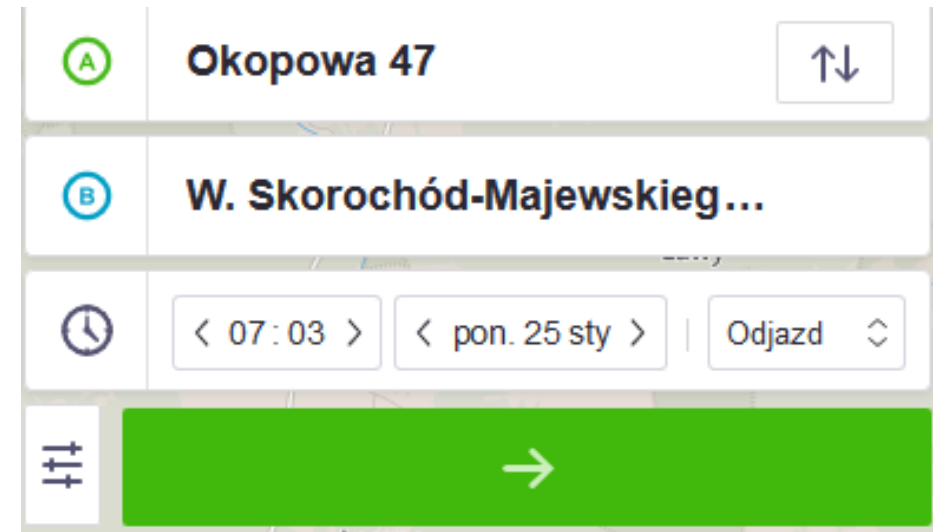 A
Okopowa 47
B
W. Skorochód-Majewskieg...
07:03
pon. 25 sty
Odjazd